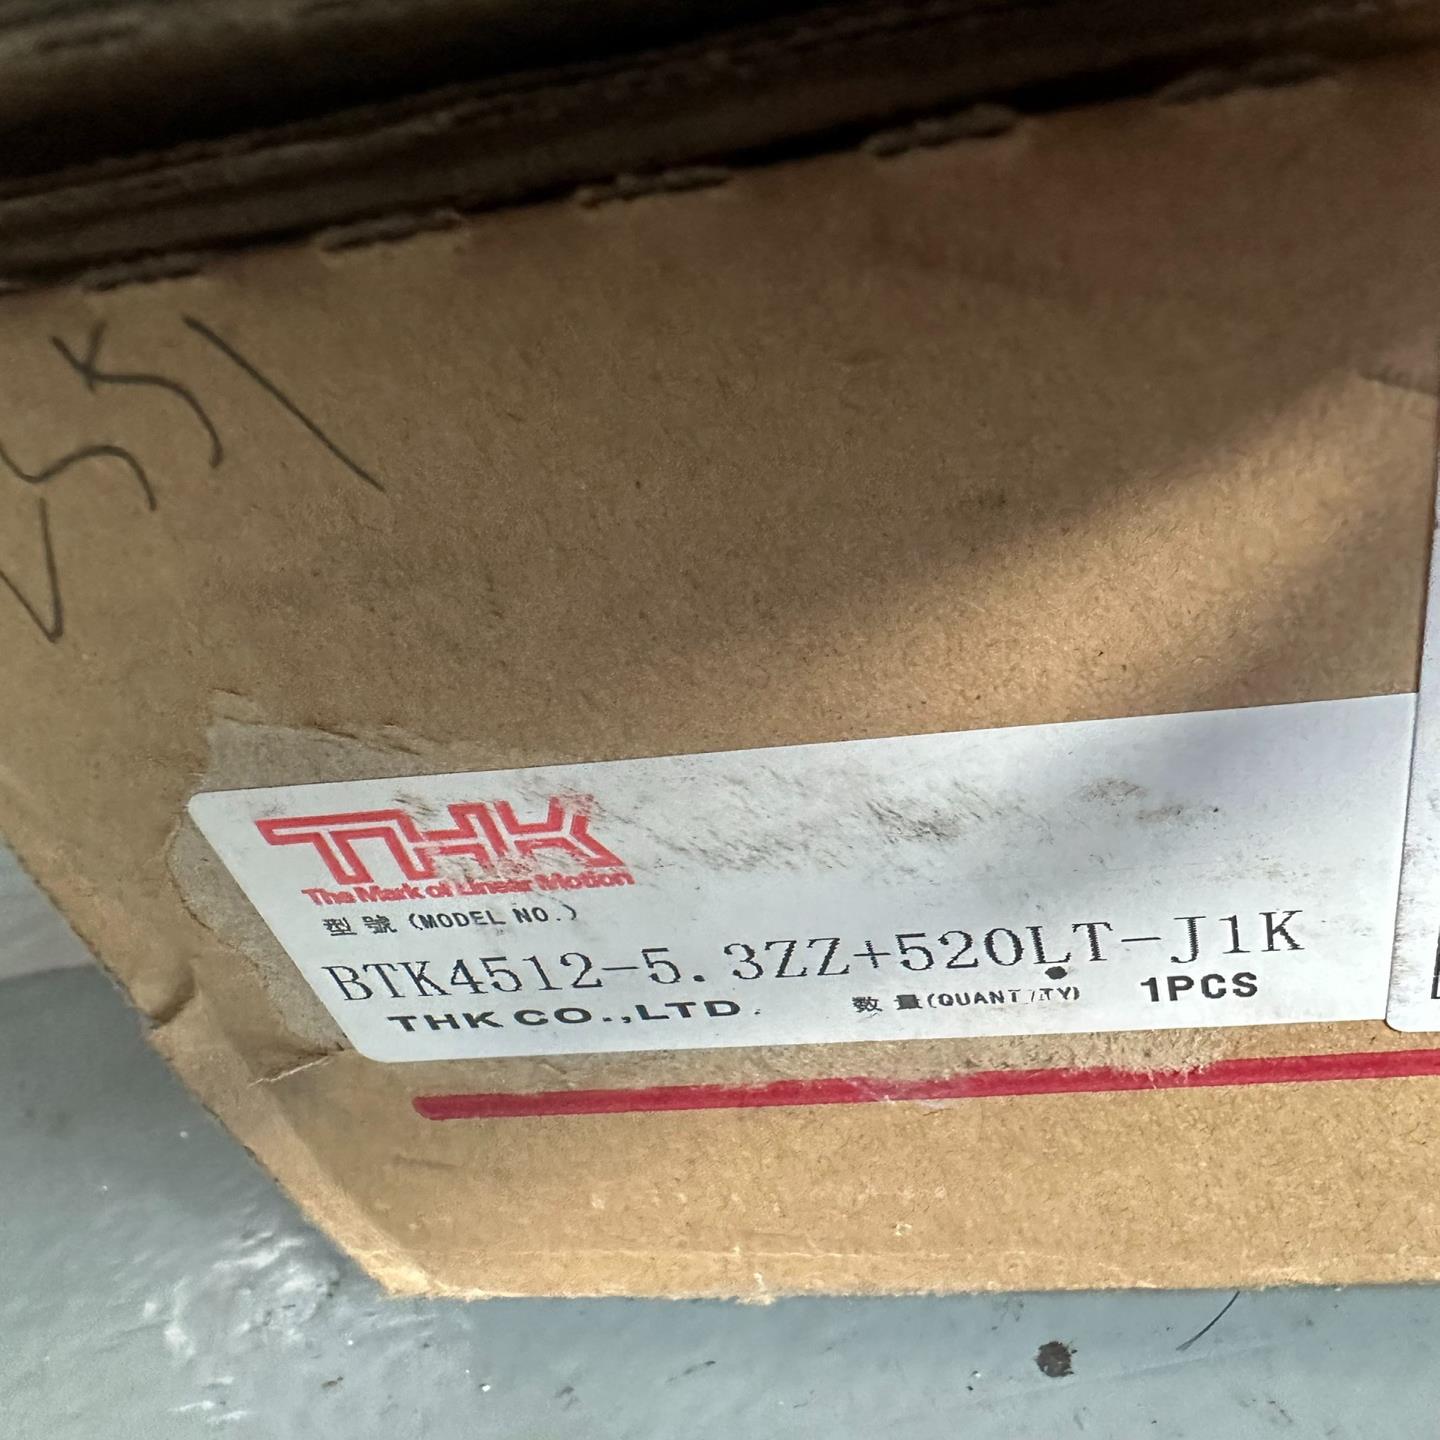 THK
The Mark of Linear Motion
型號 (MODEL NO.)
BTK4512-5.3ZZ+520LT-J1K
THK CO.,LTD. 数量(QUANTITY) 1PCS